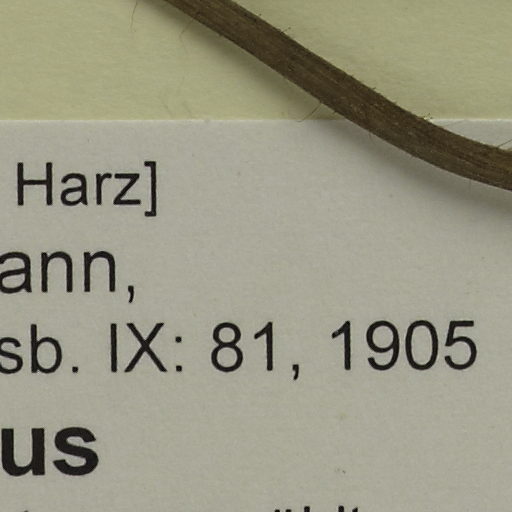 Harz]
ann,
sb. IX: 81, 1905
us